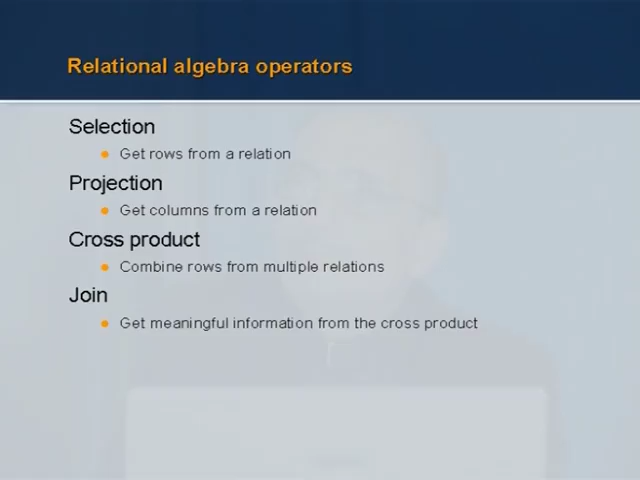 Relational algebra operators
Selection
Get rows from a relation
Projection
Get columns from a relation
Cross product
Combine rows from multiple relations
Join
Get meaningful information from the cross product